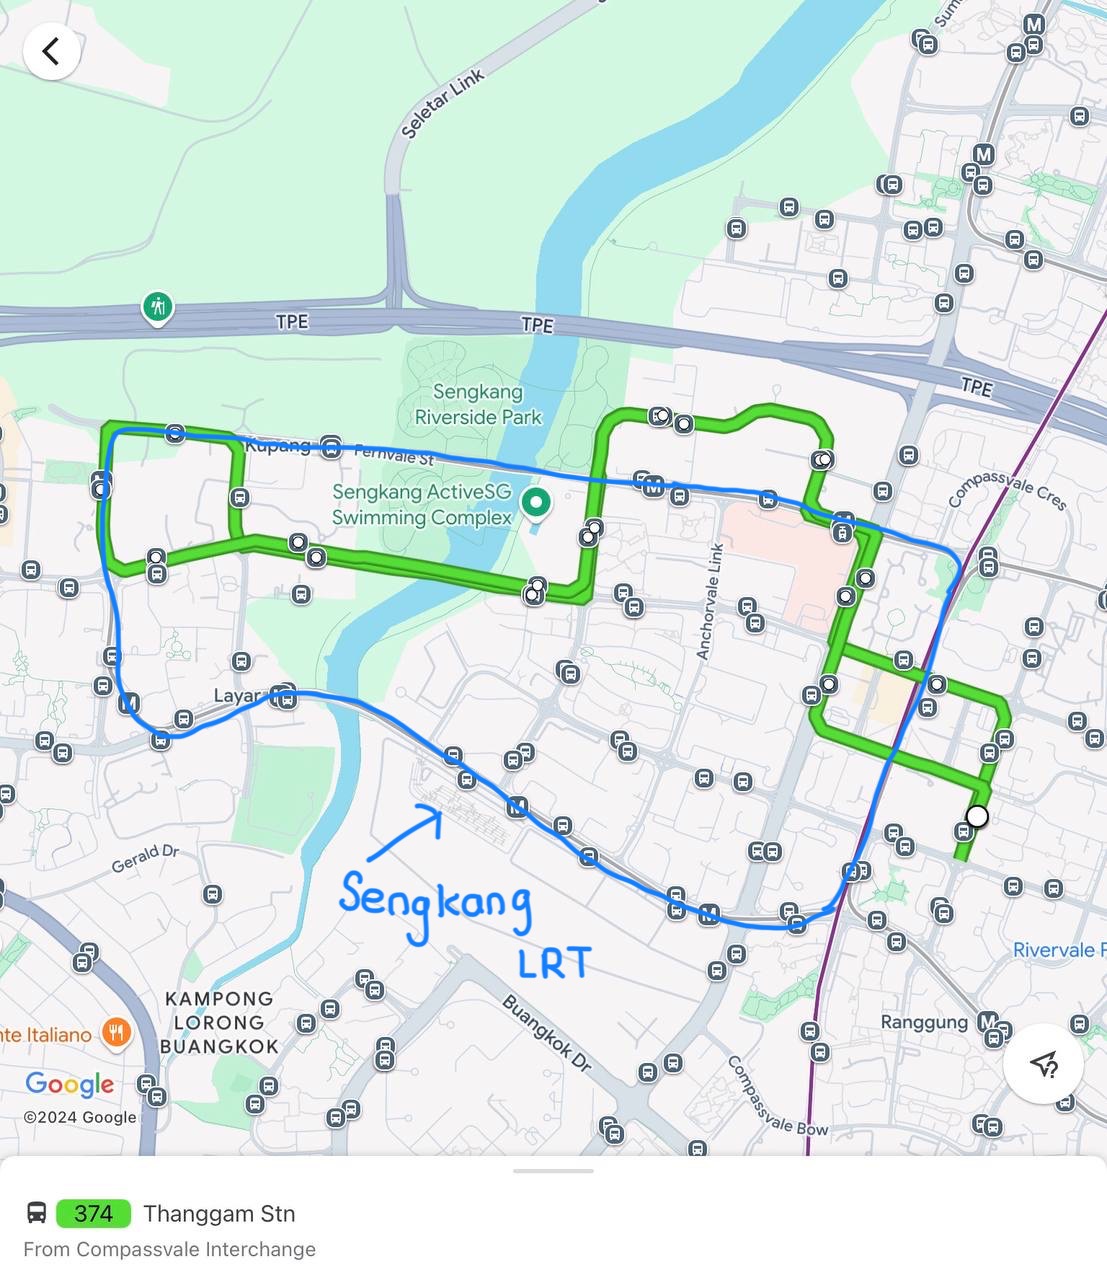 Sum
Seletar Link
TPE
TPE
TPE
Sengkang
Riverside Park
Kupang
Fernvale St
Compassvale Cres
Sengkang ActiveSG
Swimming Complex
Anchorvale Link
Layar
Gerald Dr
Sengkang
LRT
Rivervale
KAMPONG
LORONG
BUANGKOK
Buangkok Dr
Ranggung
nte Italiano
Compassvale Bow
Google
©2024 Google
374 Thanggam Stn
From Compassvale Interchange